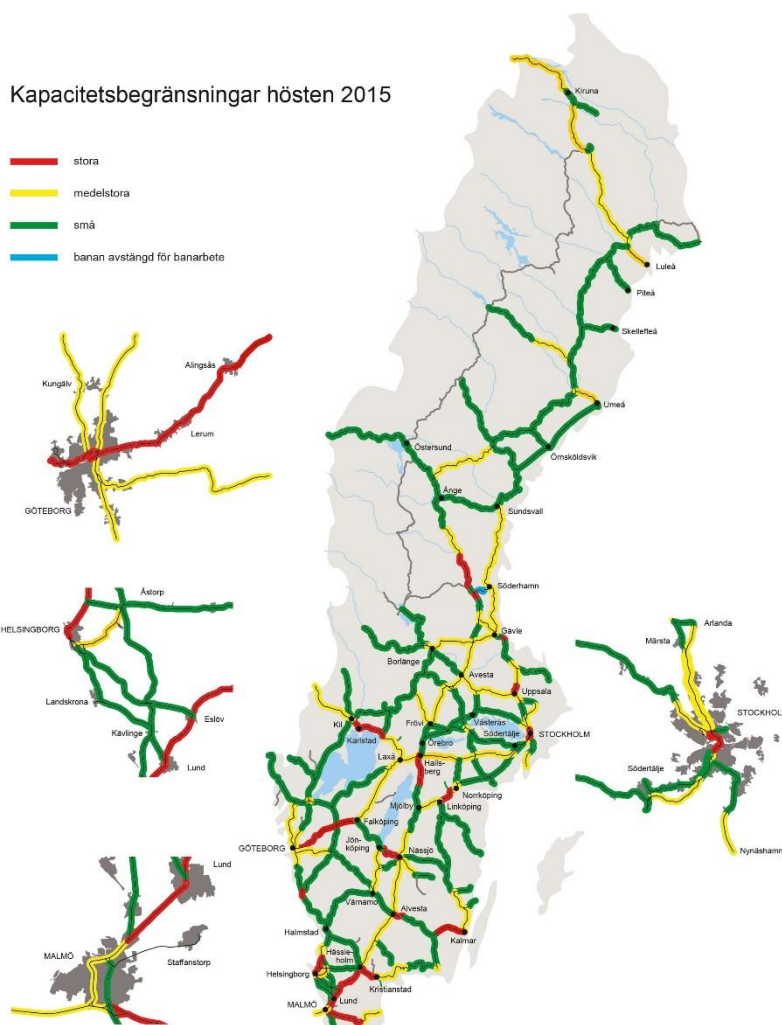 Kapacitetsbegränsningar hösten 2015
stora
medelstora
små
banan avstängd för banarbete
Kungälv
Alingsås
Lerum
GÖTEBORG
Åstorp
HELSINGBORG
Landskrona
Eslöv
Kävlinge
Lund
Lund
MALMÖ
Staffanstorp
Kiruna
Luleå
Piteå
Skellefteå
Umeå
Örnsköldsvik
Östersund
Ånge
Sundsvall
Söderhamn
Gävle
Borlänge
Avesta
Uppsala
Kil
Karlstad
Frövi
Västerås
Örebro
Södertälje
STOCKHOLM
Laxå
Halls-
berg
Norrköping
Mjölby
Linköping
Falköping
GÖTEBORG
Jön-
köping
Nässjö
Värnamo
Alvesta
Halmstad
Kalmar
Hässle-
holm
Helsingborg
Kristianstad
Lund
MALMÖ
Arlanda
Märsta
STOCKHOL
Södertälje
Nynäshamn